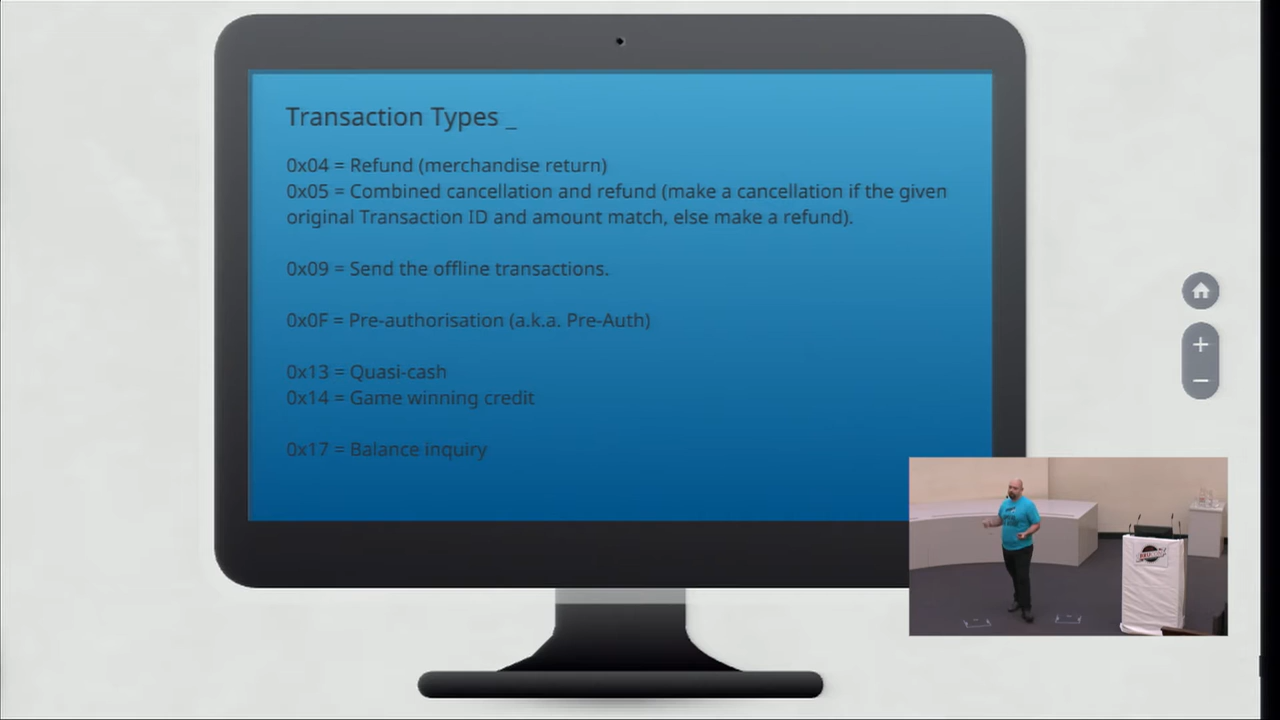 Transaction Types _
0x04 = Refund (merchandise return)
0x05 = Combined cancellation and refund (make a cancellation if the given
original Transaction ID and amount match, else make a refund).
0x09 = Send the offline transactions.
0x0F = Pre-authorisation (a.k.a. Pre-Auth)
0x13 = Quasi-cash
0x14 = Game winning credit
0x17 = Balance inquiry